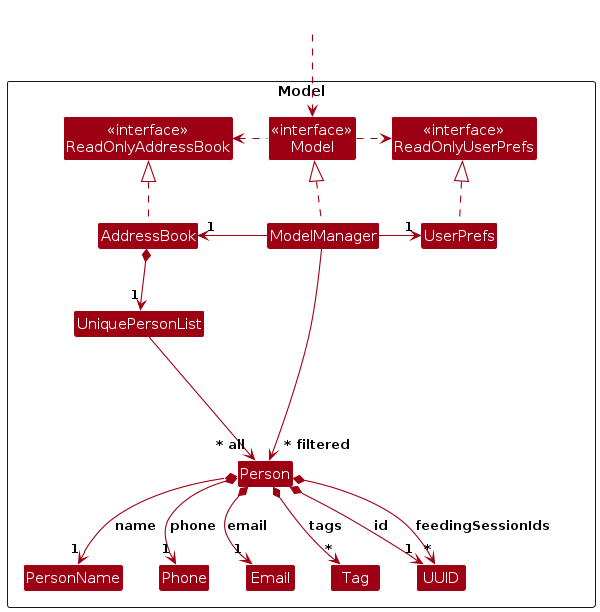 Model
«interface»
ReadOnlyAddressBook
«interface»
Model
«interface»
ReadOnlyUserPrefs
AddressBook
1
ModelManager
1
UserPrefs
1
UniquePersonList
* all
* filtered
Person
name
phone
email
tags
id
feedingSessionIds
1
1
1
*
1
*
PersonName
Phone
Email
Tag
UUID